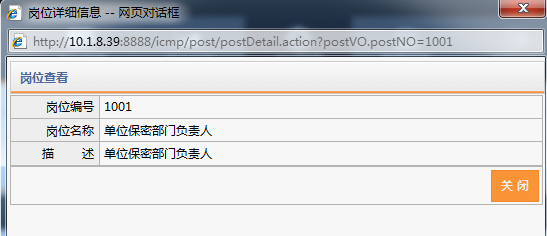 岗位详细信息 -- 网页对话框
http://10.1.8.39:8888/icmp/post/postDetail.action?postVO.postNO=1001
岗位查看
岗位编号 1001
岗位名称 单位保密部门负责人
描 述 单位保密部门负责人
关 闭